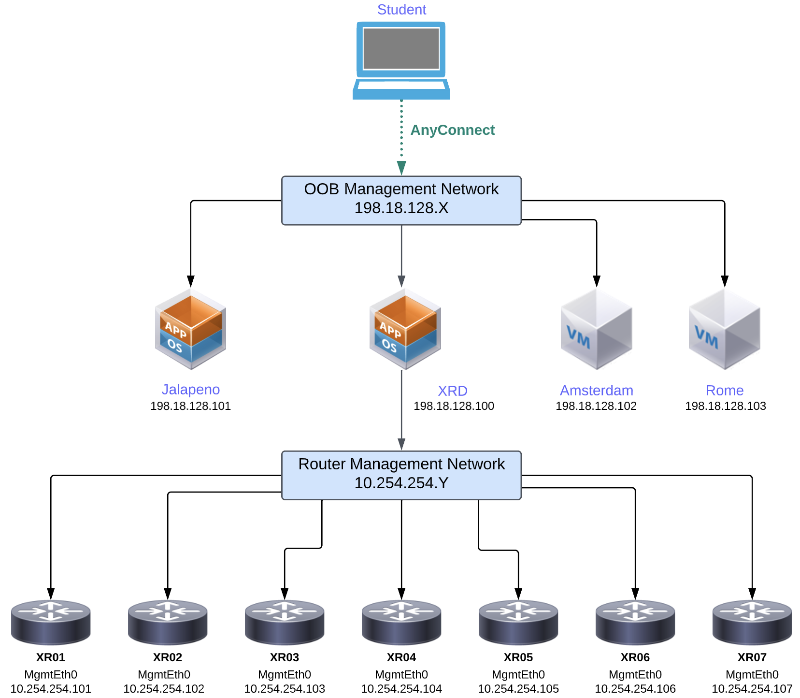 Student
AnyConnect
OOB Management Network
198.18.128.X
APP
OS
APP
OS
VM
VM
Jalapeno
198.18.128.101
XRD
198.18.128.100
Amsterdam
198.18.128.102
Rome
198.18.128.103
Router Management Network
10.254.254.Y
XR01
MgmtEth0
10.254.254.101
XR02
MgmtEth0
10.254.254.102
XR03
MgmtEth0
10.254.254.103
XR04
MgmtEth0
10.254.254.104
XR05
MgmtEth0
10.254.254.105
XR06
MgmtEth0
10.254.254.106
XR07
MgmtEth0
10.254.254.107